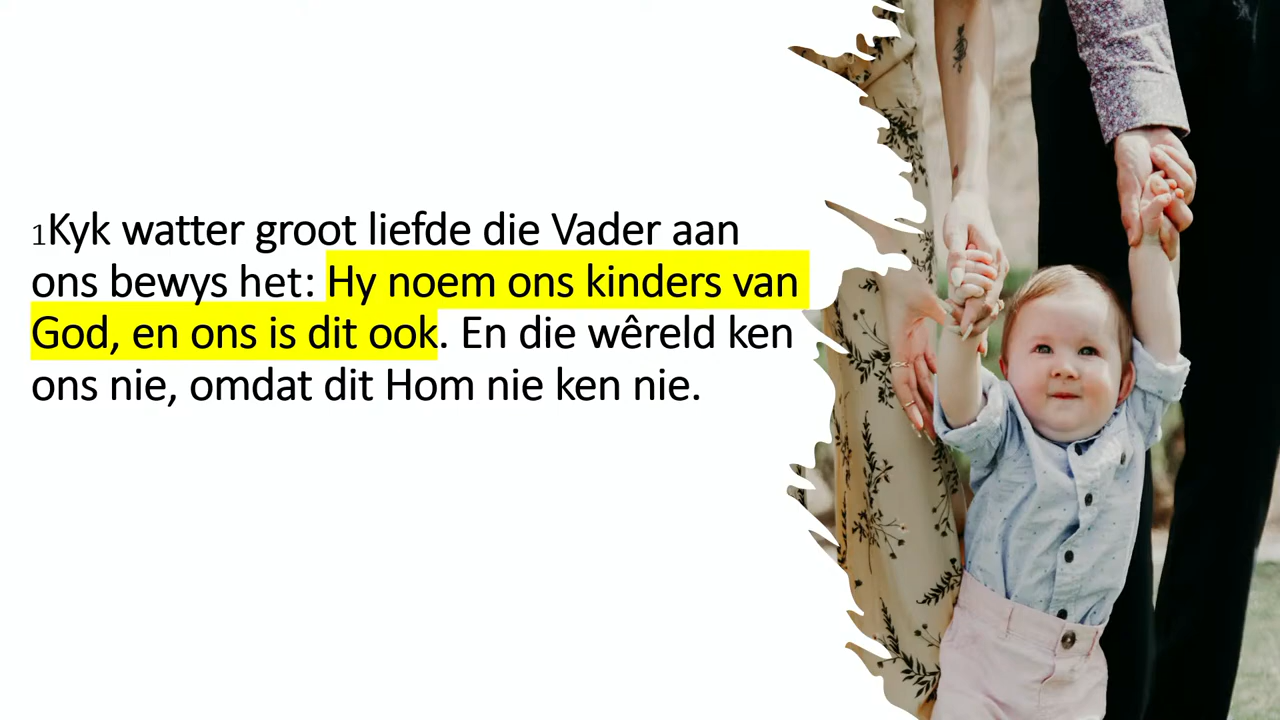 1Kyk watter groot liefde die Vader aan
ons bewys het: Hy noem ons kinders van
God, en ons is dit ook. En die wêreld ken
ons nie, omdat dit Hom nie ken nie.